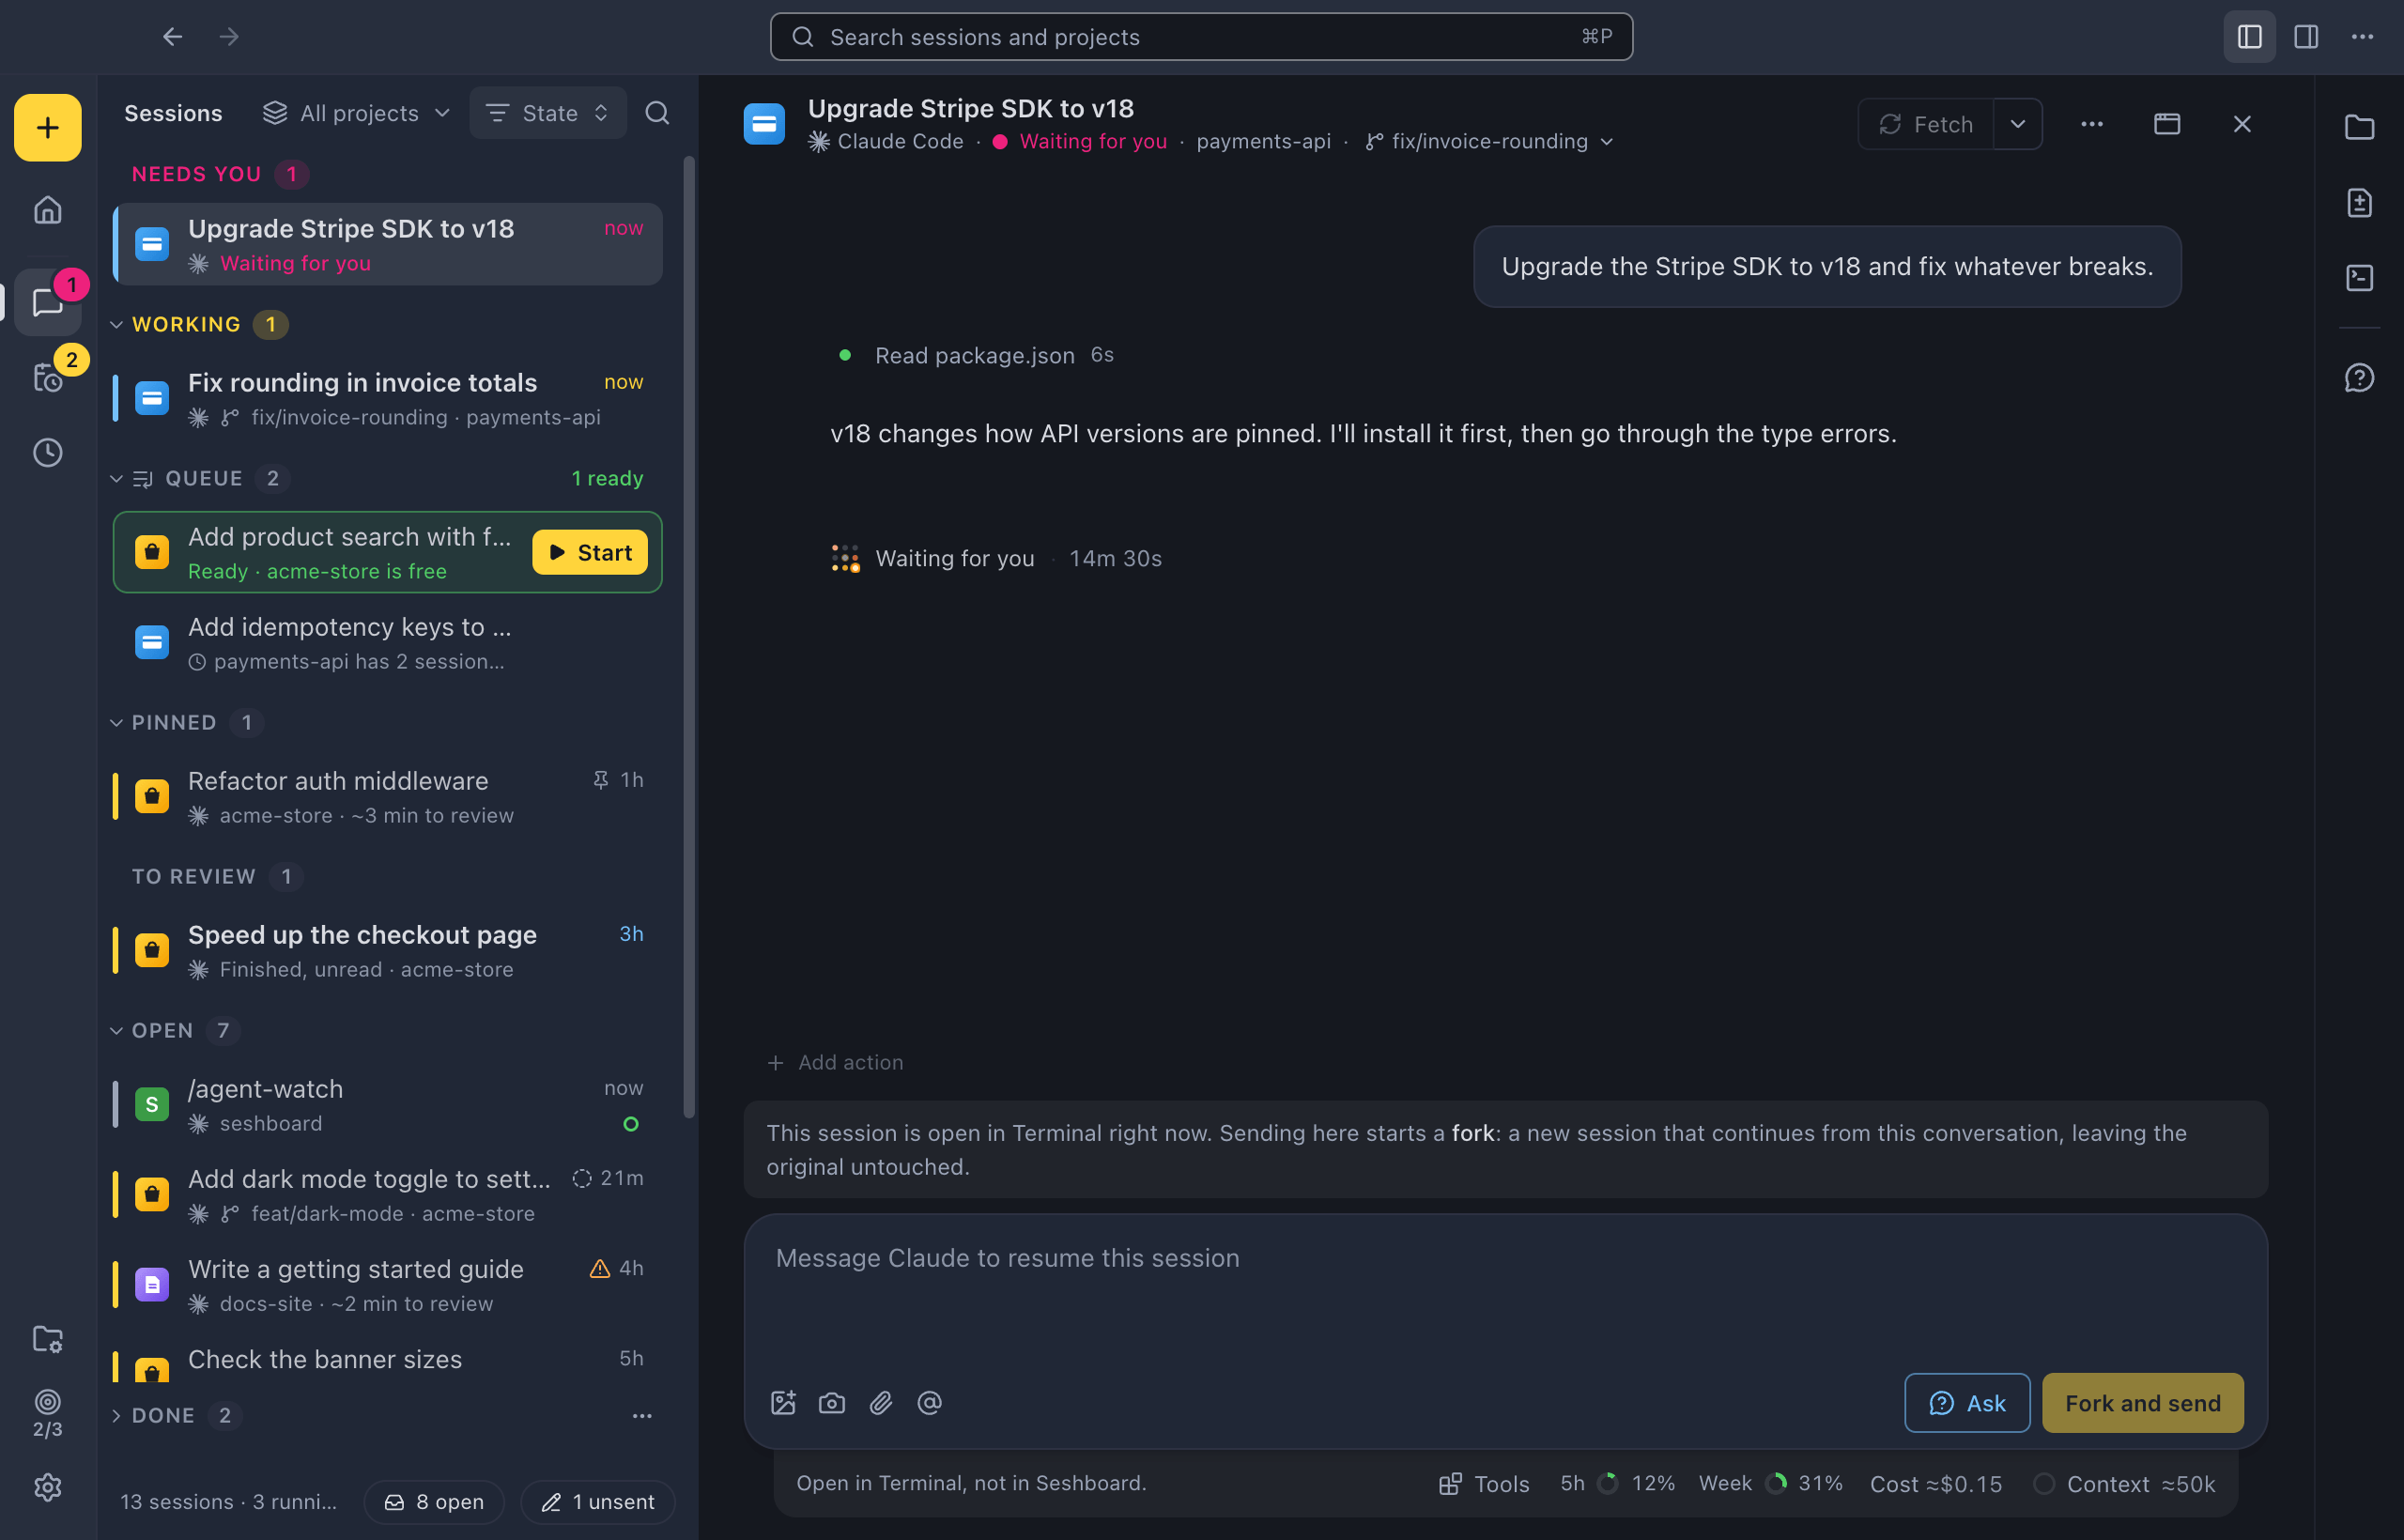 Search sessions and projects ⌘P
Sessions All projects State
NEEDS YOU 1
Upgrade Stripe SDK to v18 now
Waiting for you
WORKING 1
Fix rounding in invoice totals now
fix/invoice-rounding · payments-api
QUEUE 2 1 ready
Add product search with f...
Ready · acme-store is free
Start
Add idempotency keys to ...
payments-api has 2 session...
PINNED 1
Refactor auth middleware 1h
acme-store · ~3 min to review
TO REVIEW 1
Speed up the checkout page 3h
Finished, unread · acme-store
OPEN 7
S
/agent-watch now
seshboard
Add dark mode toggle to sett... 21m
feat/dark-mode · acme-store
Write a getting started guide 4h
docs-site · ~2 min to review
Check the banner sizes 5h
DONE 2
13 sessions · 3 runni... 8 open 1 unsent
1
2
2/3
Upgrade Stripe SDK to v18
Claude Code · Waiting for you · payments-api · fix/invoice-rounding
Fetch
Upgrade the Stripe SDK to v18 and fix whatever breaks.
Read package.json 6s
v18 changes how API versions are pinned. I'll install it first, then go through the type errors.
Waiting for you · 14m 30s
Add action
This session is open in Terminal right now. Sending here starts a fork: a new session that continues from this conversation, leaving the
original untouched.
Message Claude to resume this session
Ask Fork and send
Open in Terminal, not in Seshboard. Tools 5h 12% Week 31% Cost ≈$0.15 Context ≈50k